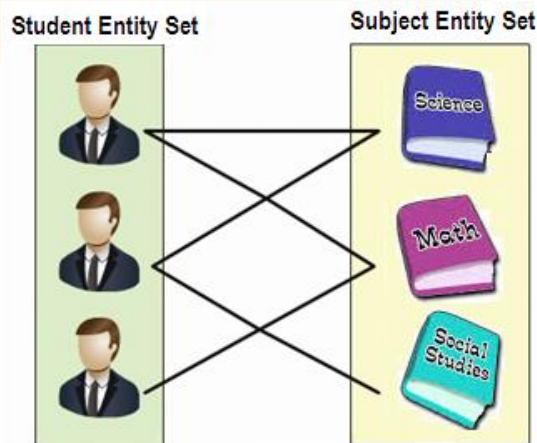 Student Entity Set
Subject Entity Set
Science
Math
Social
Studies